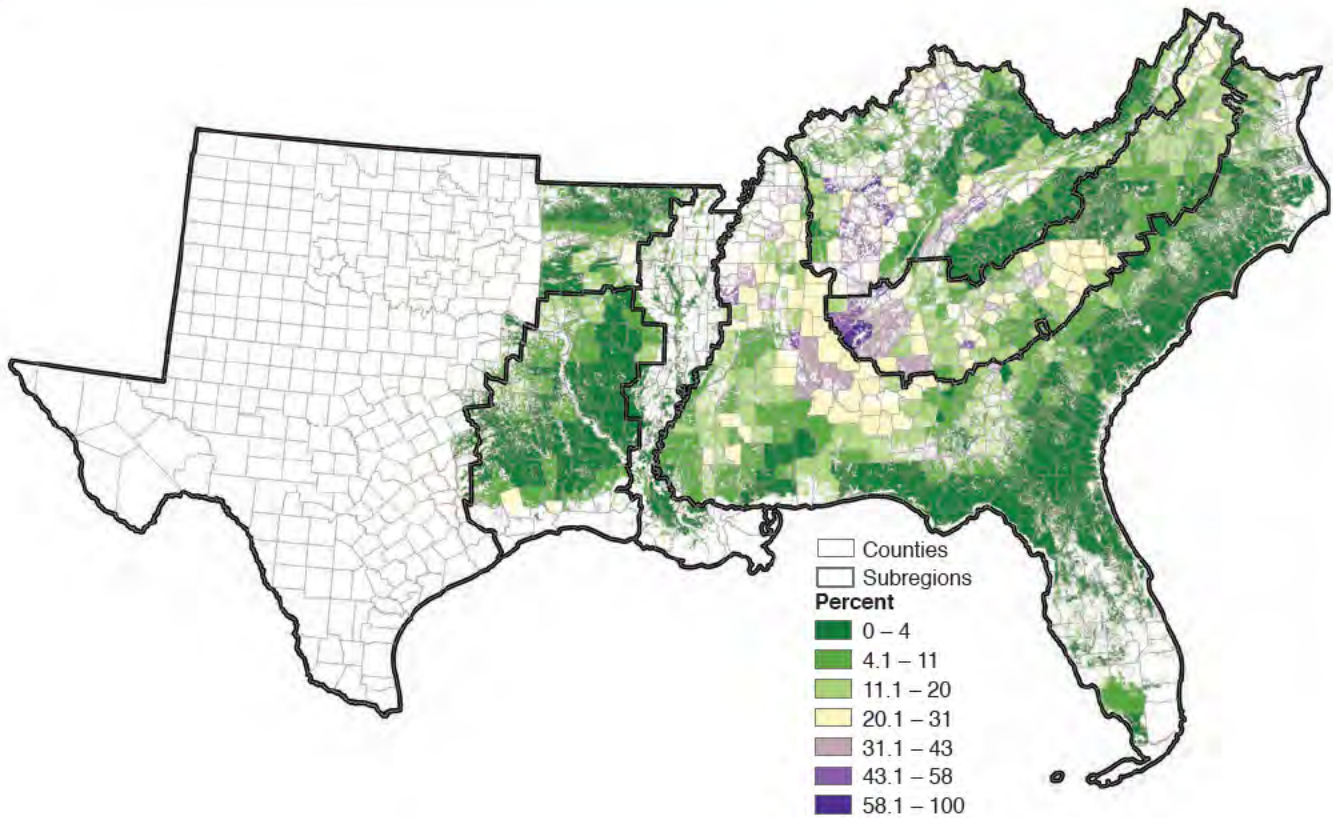 Counties
Subregions
Percent
0 – 4
4.1 – 11
11.1 – 20
20.1 – 31
31.1 – 43
43.1 – 58
58.1 – 100